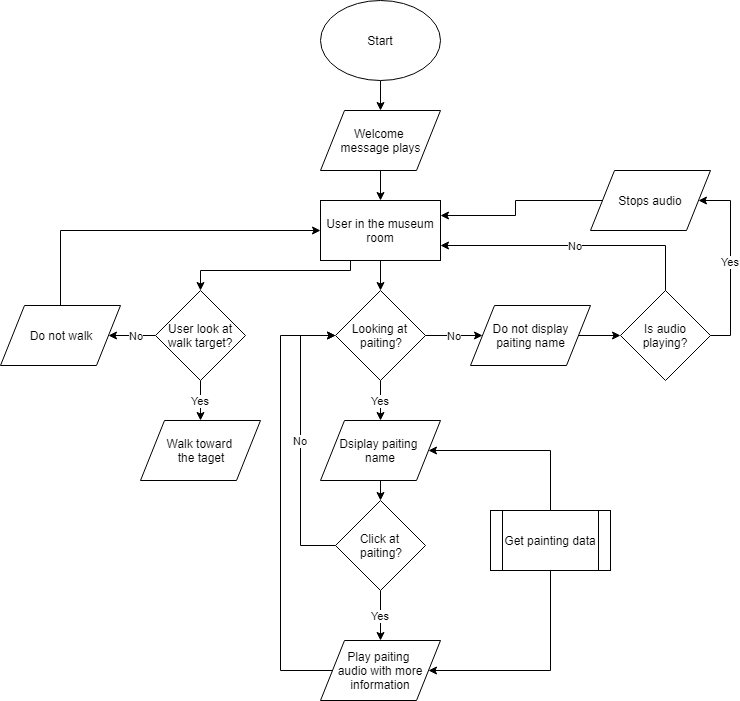 Start
Welcome
message plays
Stops audio
User in the museum
room
No
Yes
Do not walk
No
User look at
walk target?
Looking at
paiting?
No
Do not display
paiting name
Is audio
playing?
Yes
Yes
Walk toward
the taget
No
Dsiplay paiting
name
Click at
paiting?
Get painting data
Yes
Play paiting
audio with more
information